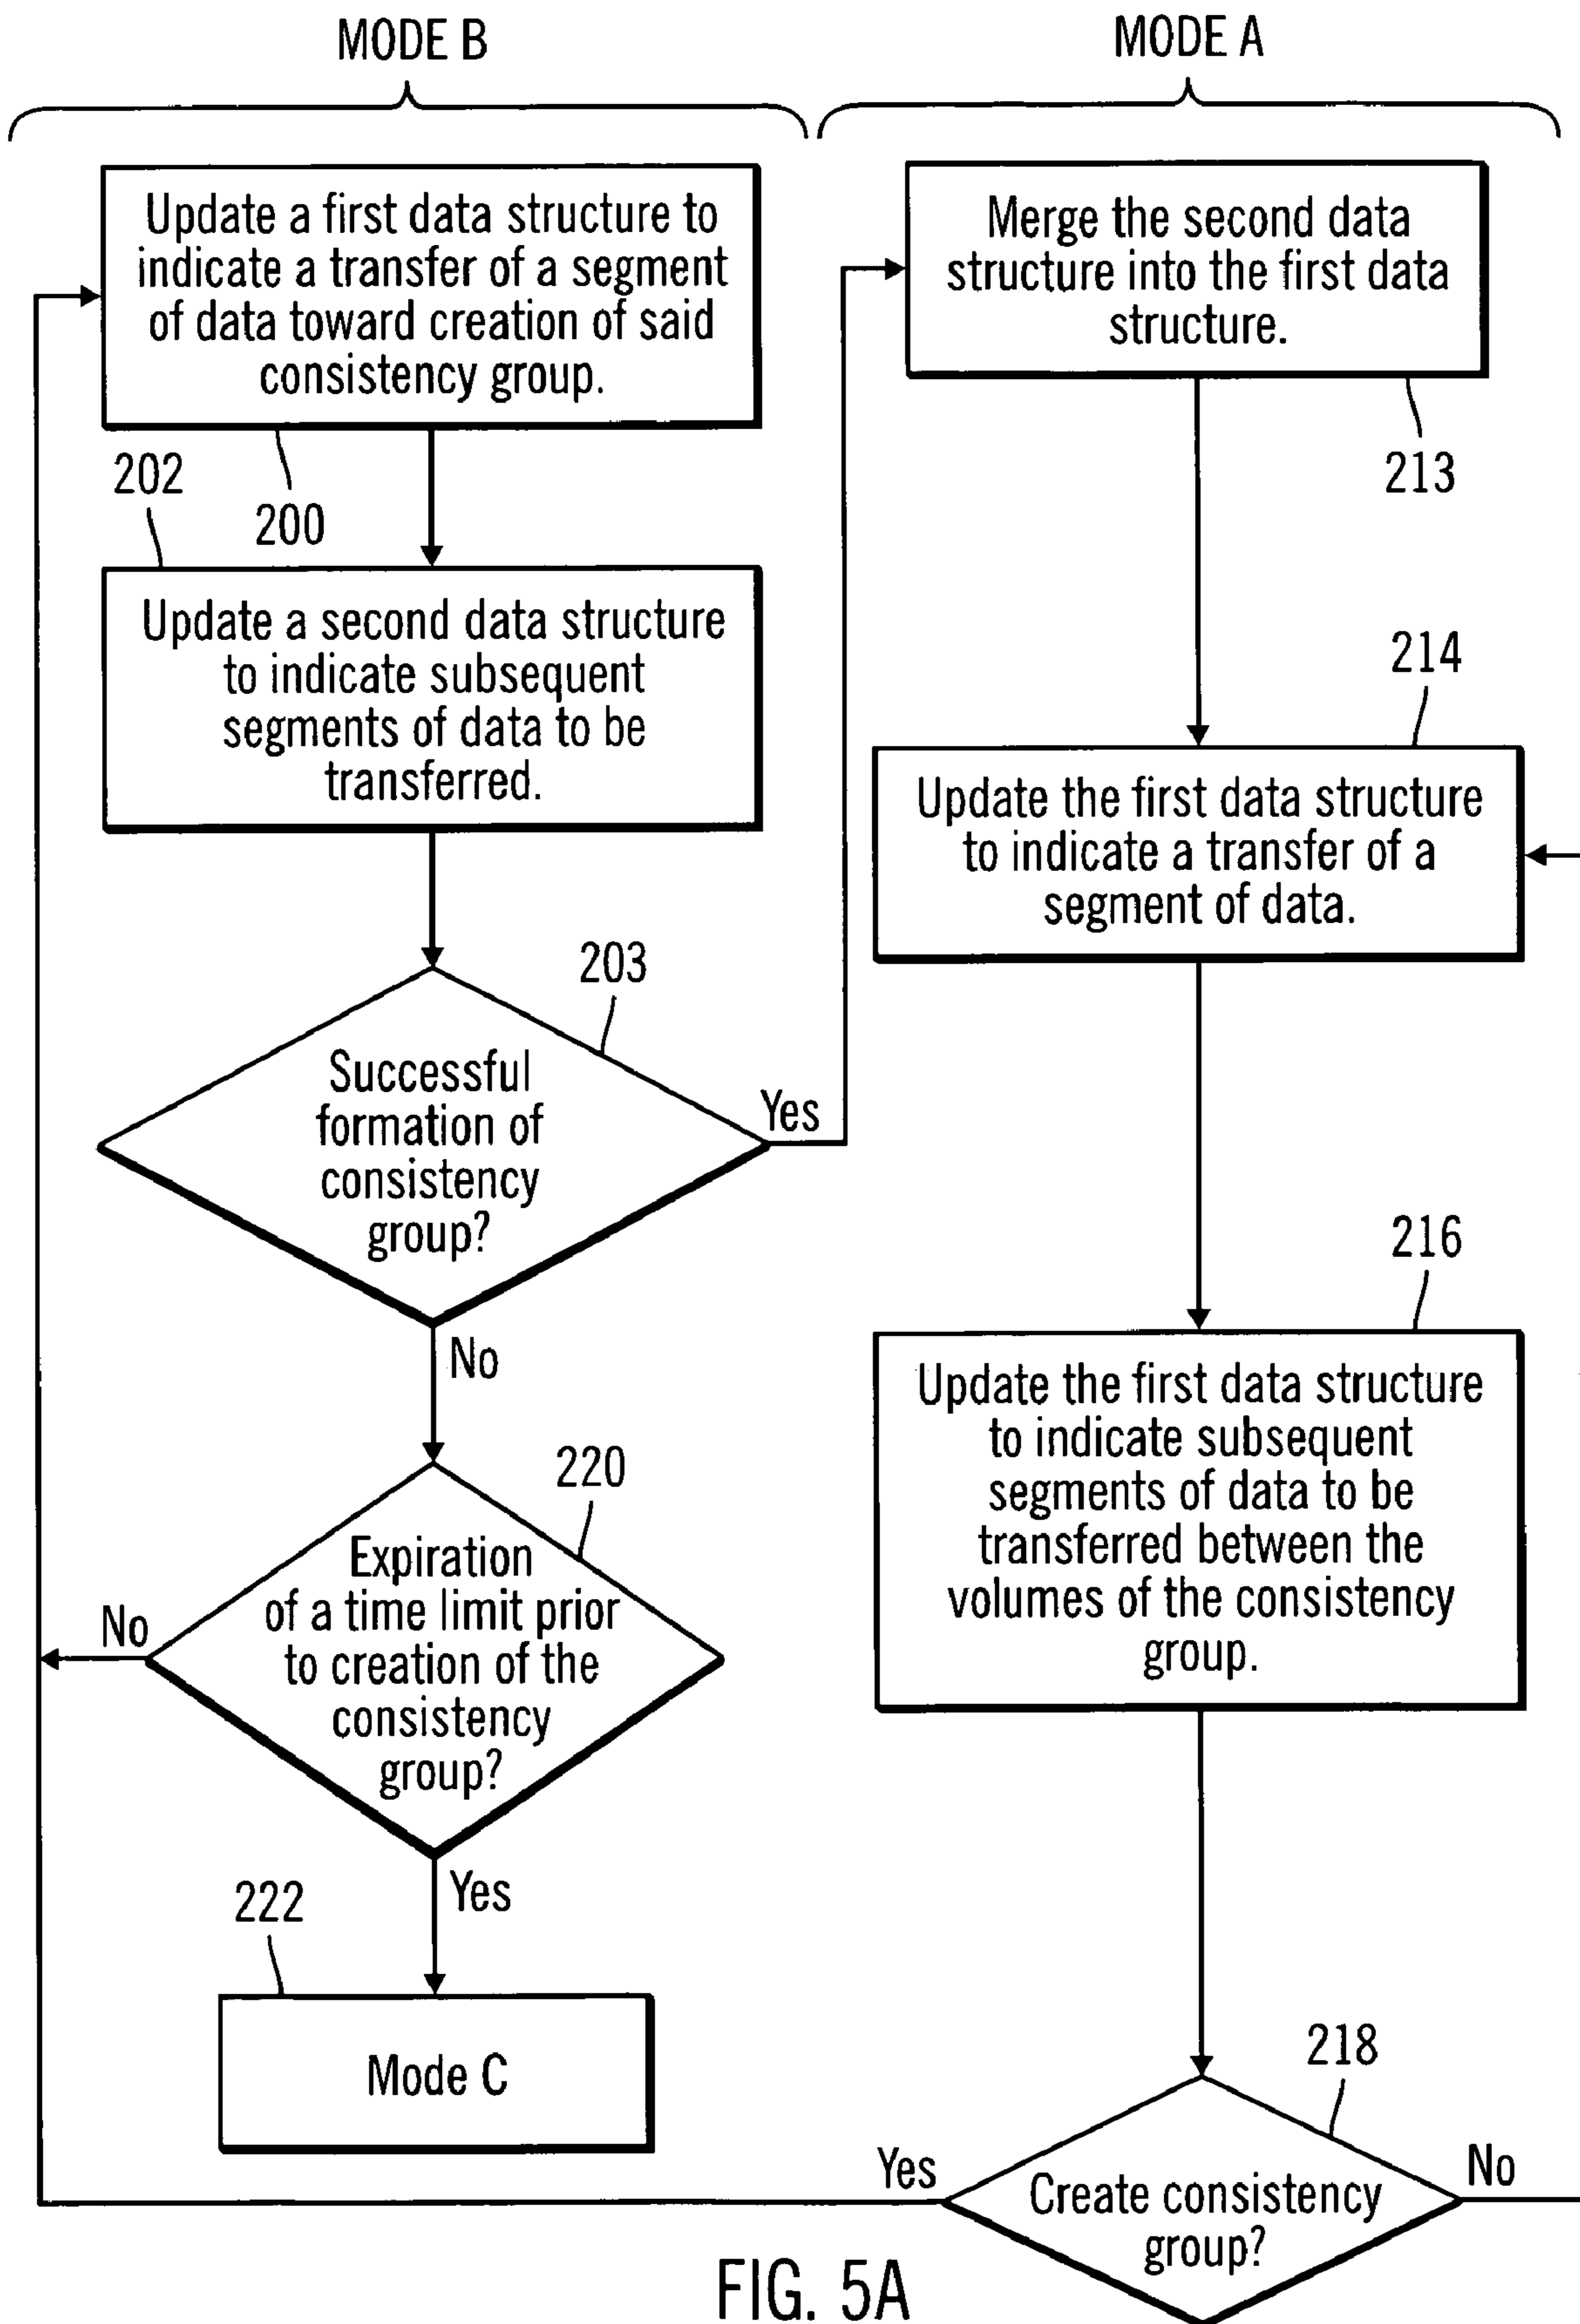 MODE B
MODE A
Update a first data structure to
indicate a transfer of a segment
of data toward creation of said
consistency group.
200
202
Update a second data structure
to indicate subsequent
segments of data to be
transferred.
203
Successful
formation of
consistency
group?
Yes
No
220
Expiration
of a time limit prior
to creation of the
consistency
group?
No
Yes
222
Mode C
Merge the second data
structure into the first data
structure.
213
214
Update the first data structure
to indicate a transfer of a
segment of data.
216
Update the first data structure
to indicate subsequent
segments of data to be
transferred between the
volumes of the consistency
group.
218
Create consistency
group?
Yes
No
FIG. 5A